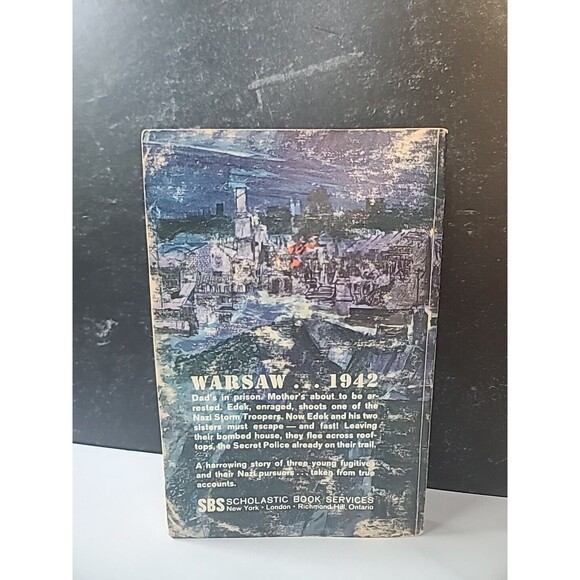 WARSAW . . . 1942
Dad's in prison. Mother's about to be ar-
rested. Edek, enraged, shoots one of the
Nazi Storm Troopers. Now Edek and his two
sisters must escape — and fast! Leaving
their bombed house, they flee across roof-
tops, the Secret Police already on their trail.
A harrowing story of three young fugitives
and their Nazi pursuers . . . taken from true
accounts.
SBS SCHOLASTIC BOOK SERVICES
New York • London • Richmond Hill, Ontario